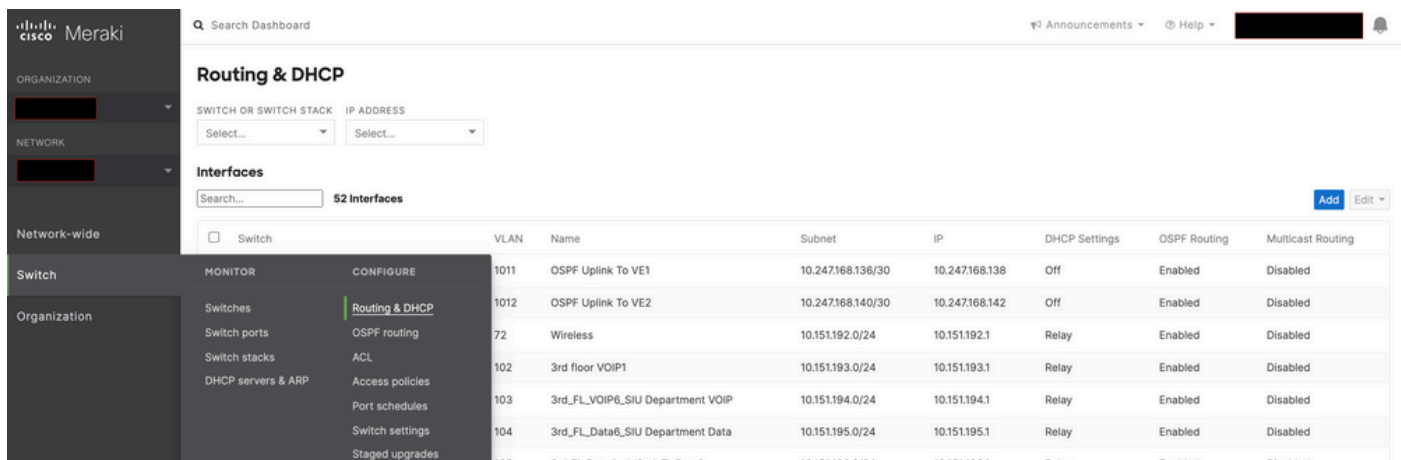 cisco Meraki
Search Dashboard
Announcements
Help
ORGANIZATION
NETWORK
Network-wide
Switch
Organization
Routing & DHCP
SWITCH OR SWITCH STACK IP ADDRESS
Select... Select...
Interfaces
Search... 52 Interfaces Add Edit
Switch VLAN Name Subnet IP DHCP Settings OSPF Routing Multicast Routing
1011 OSPF Uplink To VE1 10.247.168.136/30 10.247.168.138 Off Enabled Disabled
1012 OSPF Uplink To VE2 10.247.168.140/30 10.247.168.142 Off Enabled Disabled
72 Wireless 10.151.192.0/24 10.151.192.1 Relay Enabled Disabled
102 3rd floor VOIP1 10.151.193.0/24 10.151.193.1 Relay Enabled Disabled
103 3rd_FL_VOIP6_SIU Department VOIP 10.151.194.0/24 10.151.194.1 Relay Enabled Disabled
104 3rd_FL_Data6_SIU Department Data 10.151.195.0/24 10.151.195.1 Relay Enabled Disabled
MONITOR
Switches
Switch ports
Switch stacks
DHCP servers & ARP
CONFIGURE
Routing & DHCP
OSPF routing
ACL
Access policies
Port schedules
Switch settings
Staged upgrades